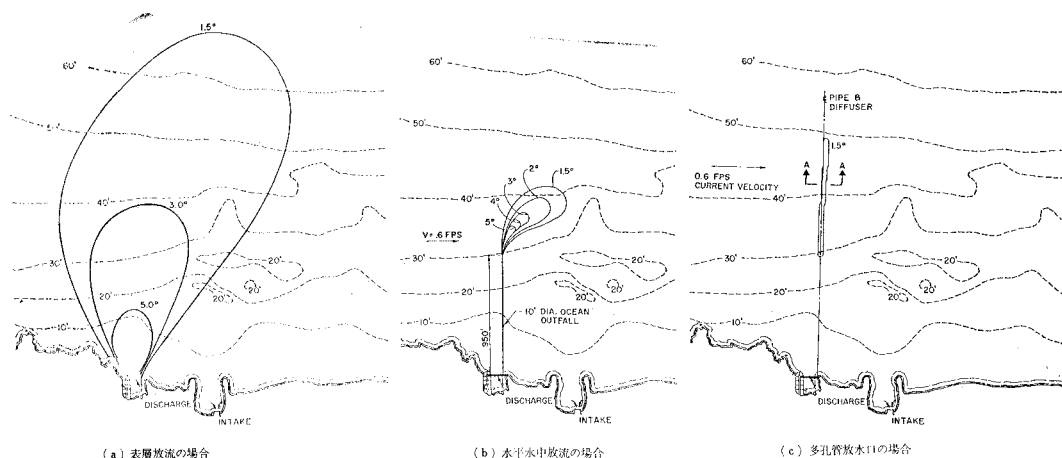 1.5°
60'
50'
40'
3.0°
30'
20'
20'
20'
20'
5.0°
10'
DISCHARGE
INTAKE
(a) 表層放流の場合
60'
50'
2°
1.5°
3°
40'
4°
5°
V=.6 FPS
30'
20'
20'
20'
20'
10' DIA. OCEAN
OUTFALL
10'
950'
DISCHARGE
INTAKE
(b) 水平水中放流の場合
60'
℄ PIPE 8
DIFFUSER
50'
1.5°
A A
0.6 FPS
CURRENT VELOCITY
40'
30'
20'
20'
20'
20'
10'
DISCHARGE
INTAKE
(c) 多孔管放水口の場合